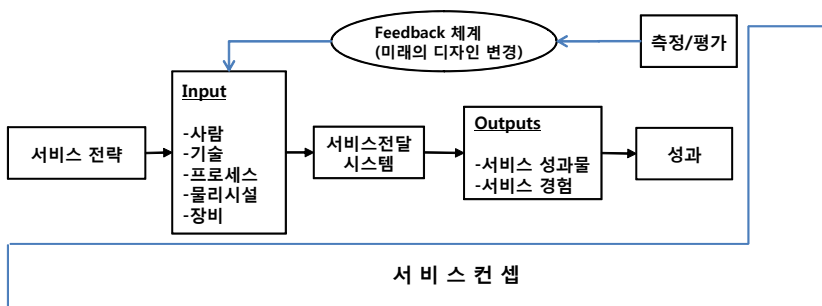 Feedback 체계
(미래의 디자인 변경)
측정/평가
서비스 전략
Input
-사람
-기술
-프로세스
-물리시설
-장비
서비스전달
시스템
Outputs
-서비스 성과물
-서비스 경험
성과
서 비 스 컨 셉